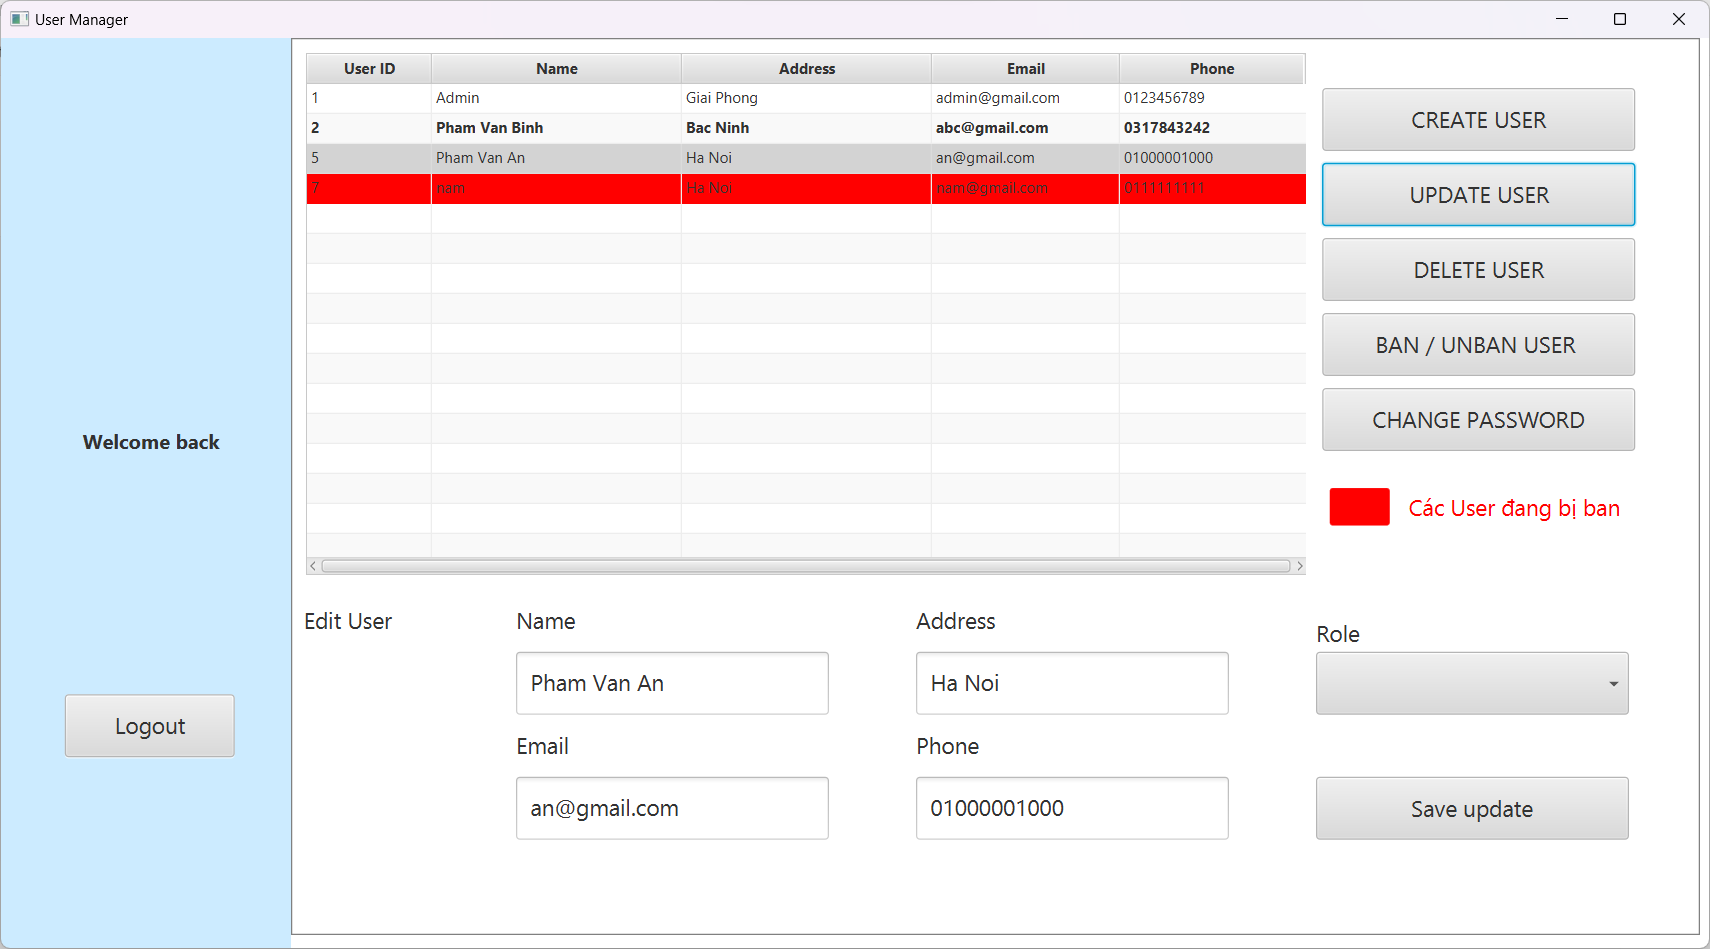 User Manager
User ID Name Address Email Phone
1 Admin Giai Phong admin@gmail.com 0123456789
2 Pham Van Binh Bac Ninh abc@gmail.com 0317843242
5 Pham Van An Ha Noi an@gmail.com 01000001000
7 nam Ha Noi nam@gmail.com 0111111111
CREATE USER
UPDATE USER
DELETE USER
BAN / UNBAN USER
CHANGE PASSWORD
Các User đang bị ban
Welcome back
Logout
Edit User Name Address Role
Pham Van An Ha Noi
Email Phone
an@gmail.com 01000001000 Save update